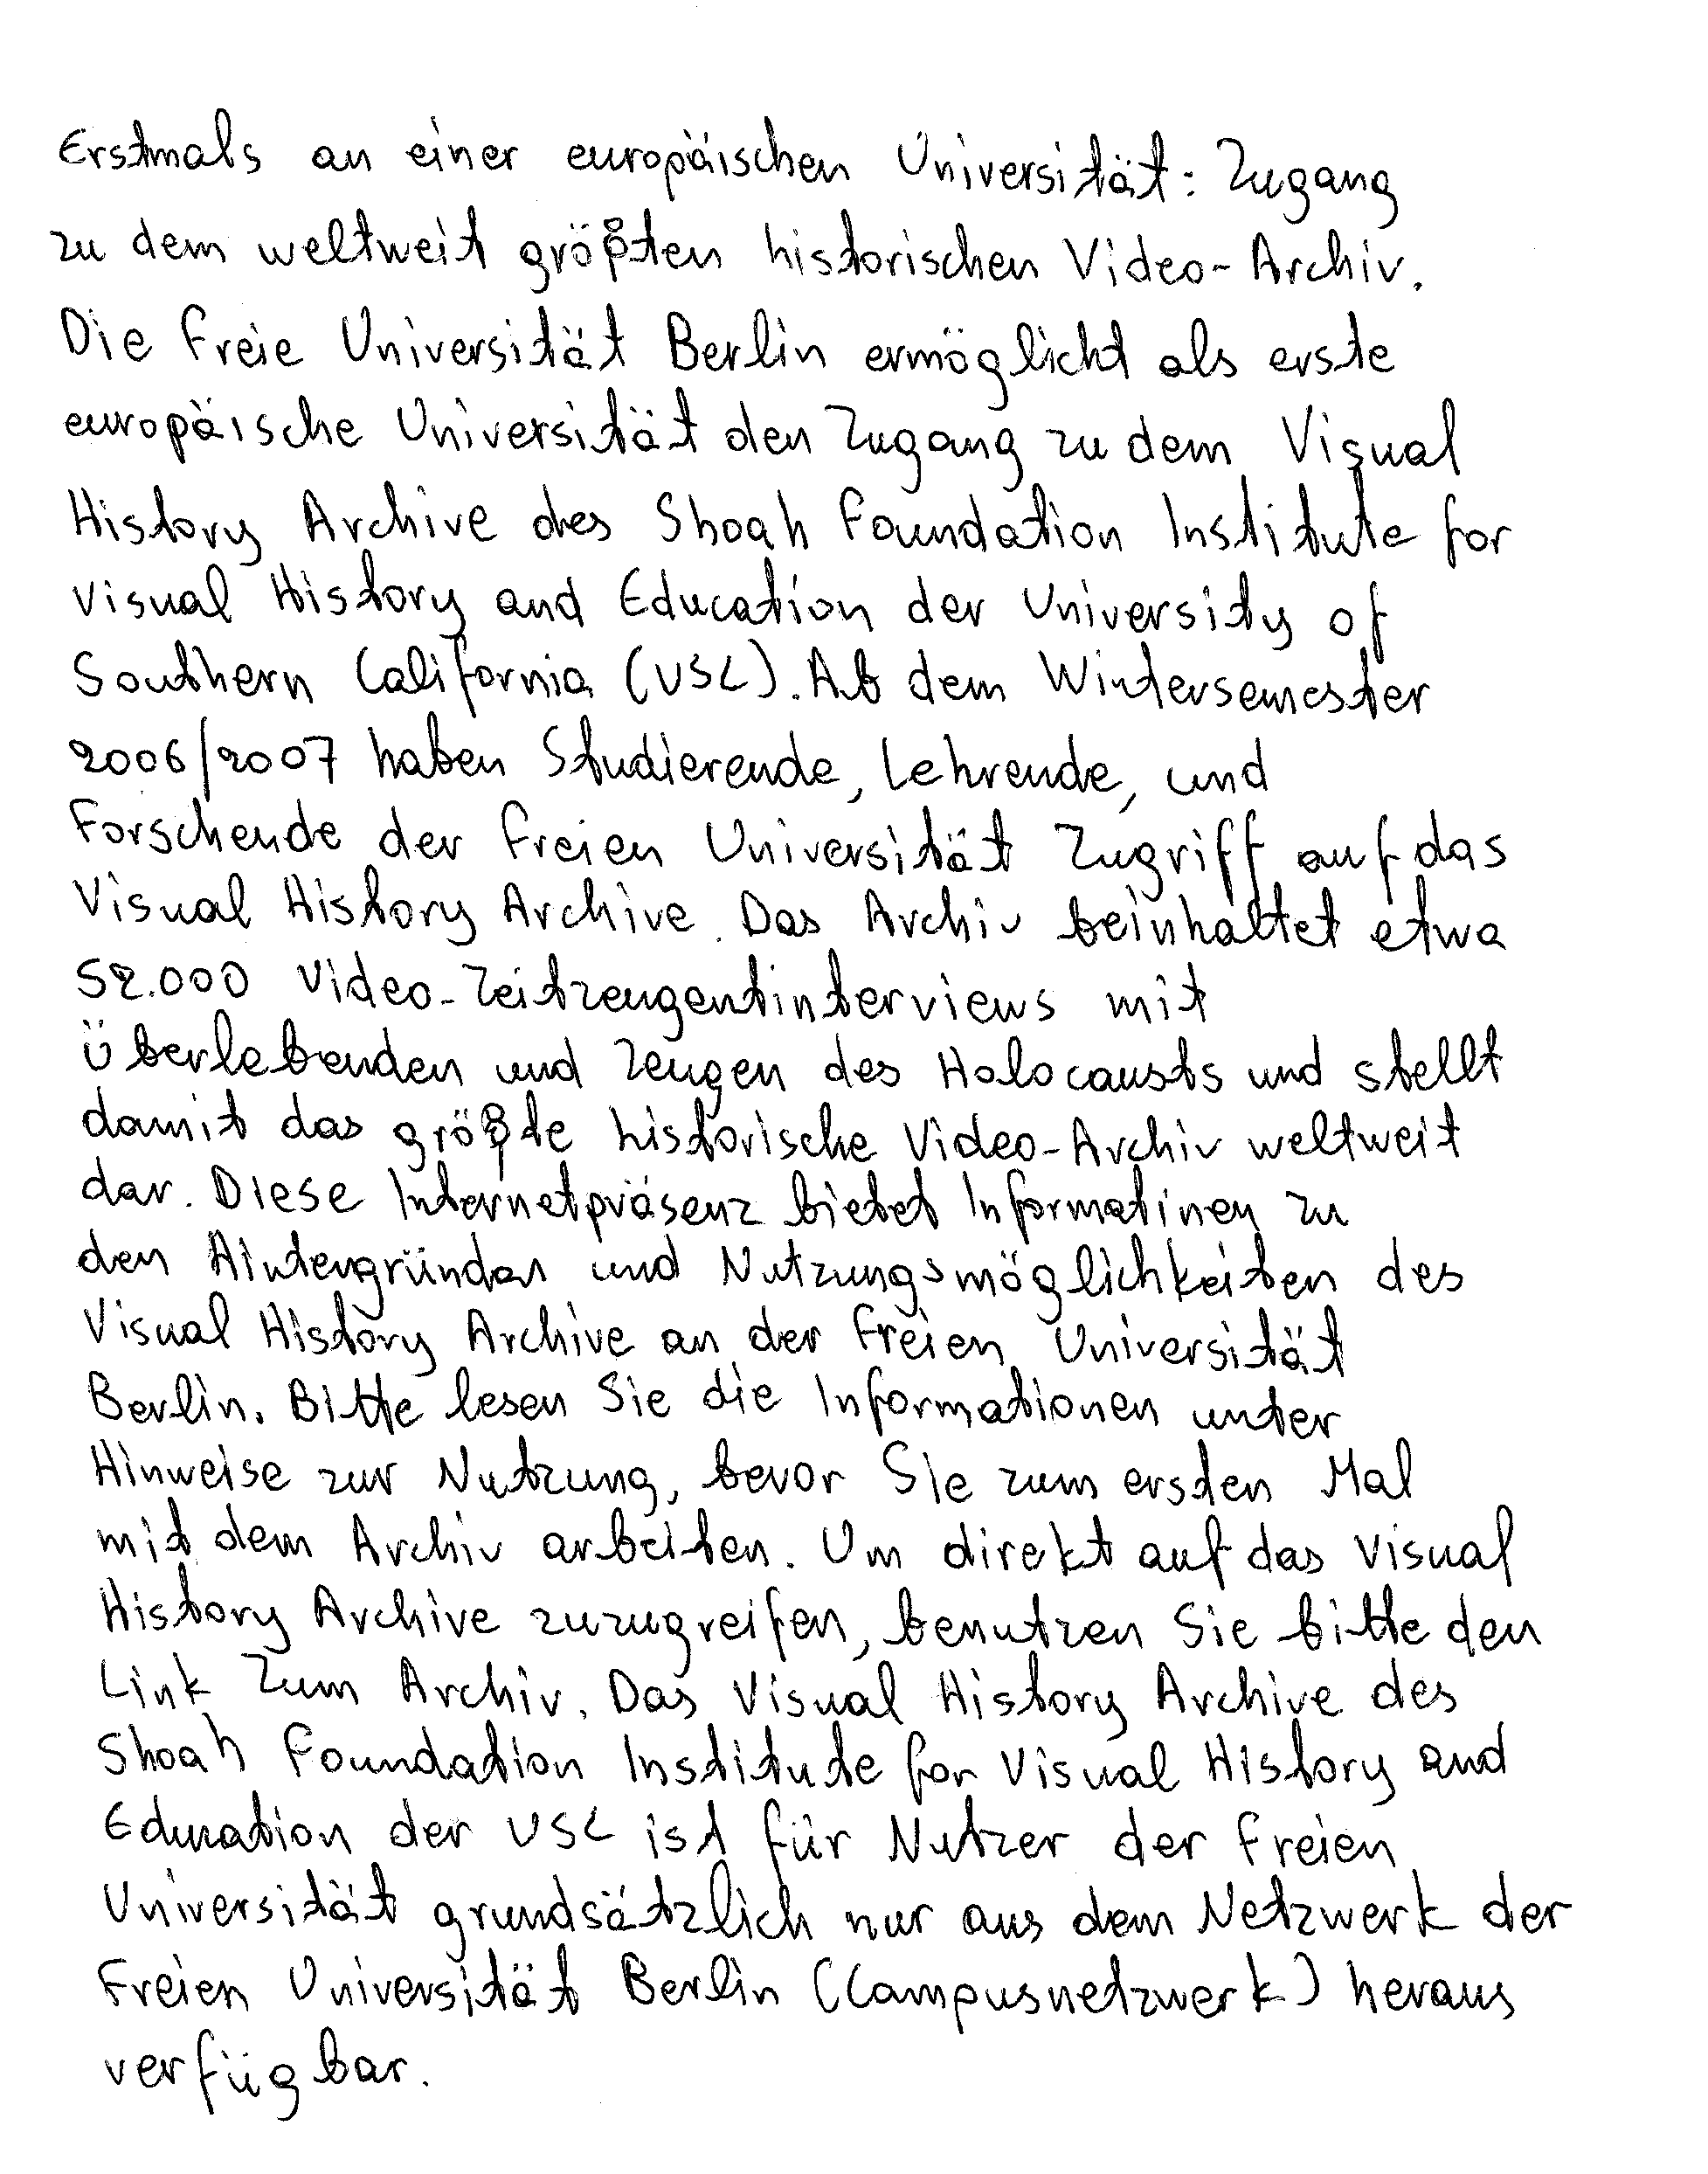 Erstmals an einer europäischen Universität: Zugang
zu dem weltweit größten historischen Video-Archiv.
Die Freie Universität Berlin ermöglicht als erste
europäische Universität den Zugang zu dem Visual
History Archive des Shoah Foundation Institute for
Visual History and Education der University of
Southern California (USC). Ab dem Wintersemester
2006/2007 haben Studierende, Lehrende, und
Forschende der Freien Universität Zugriff auf das
Visual History Archive. Das Archiv beinhaltet etwa
52.000 Video-Zeitzeugentinterviews mit
Überlebenden und Zeugen des Holocausts und stellt
damit das größte historische Video-Archiv weltweit
dar. Diese Internetpräsenz bietet Informatinen zu
den Hintengründen und Nutzungsmöglichkeiten des
Visual History Archive an der Freien Universität
Berlin. Bitte lesen Sie die Informationen unter
Hinweise zur Nutzung, bevor Sie zum ersten Mal
mit dem Archiv arbeiten. Um direkt auf das Visual
History Archive zuzugreifen, benutzen Sie bitte den
Link Zum Archiv. Das Visual History Archive des
Shoah Foundation Institute for Visual History and
Education der USC ist für Nutzer der Freien
Universität grundsätzlich nur aus dem Netzwerk der
Freien Universität Berlin (Campusnetzwerk) heraus
verfügbar.